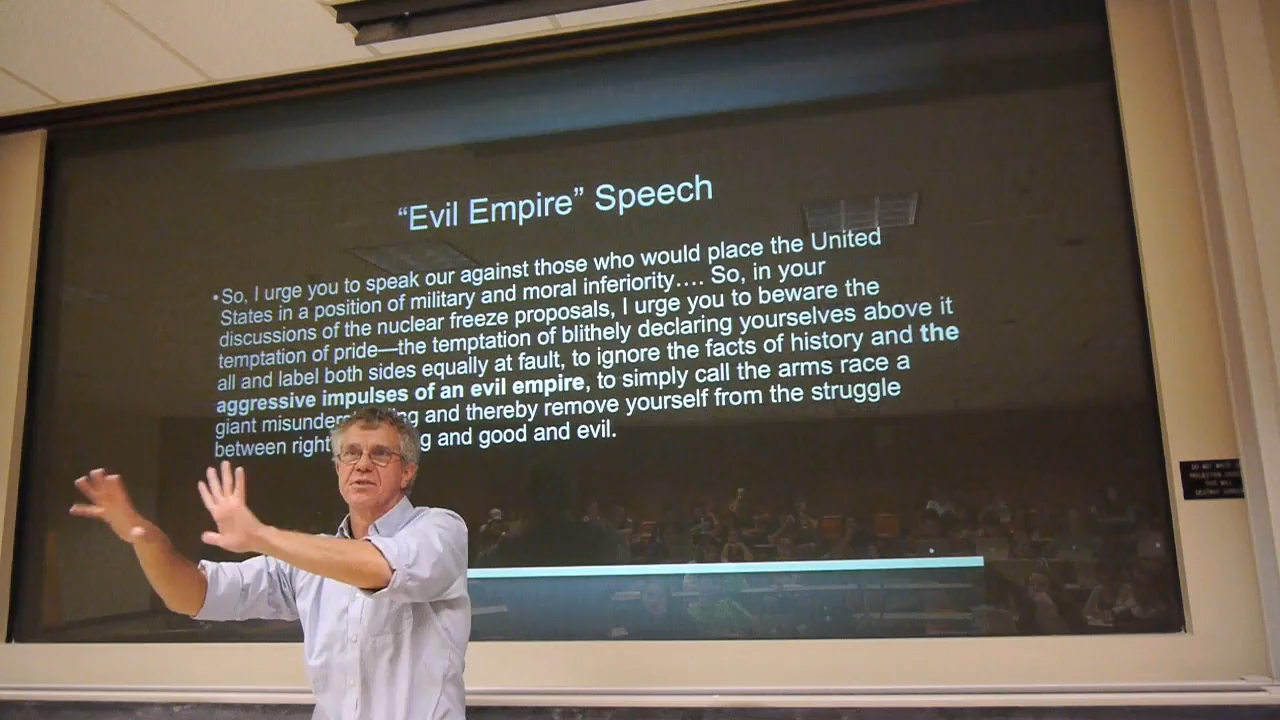 “Evil Empire” Speech
•So, I urge you to speak our against those who would place the United
States in a position of military and moral inferiority.... So, in your
discussions of the nuclear freeze proposals, I urge you to beware the
temptation of pride—the temptation of blithely declaring yourselves above it
all and label both sides equally at fault, to ignore the facts of history and the
aggressive impulses of an evil empire, to simply call the arms race a
giant and thereby remove yourself from the struggle
between right and good and evil.
DO NOT WRITE